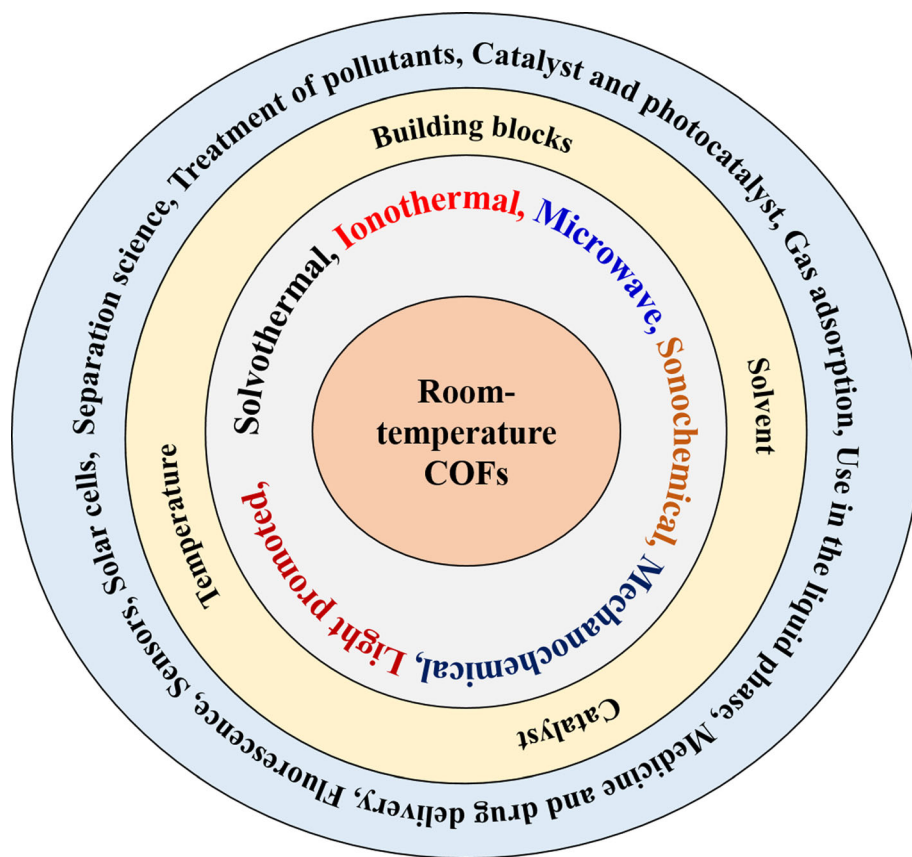 Separation science, Treatment of pollutants, Catalyst and photocatalyst, Gas adsorption, Use in the liquid phase, Medicine and drug delivery, Fluorescence, Sensors, Solar cells,
Building blocks
Solvent
Catalyst
Temperature
Solvothermal, Ionothermal, Microwave, Sonochemical, Mechanochemical, Light promoted,
Room-
temperature
COFs